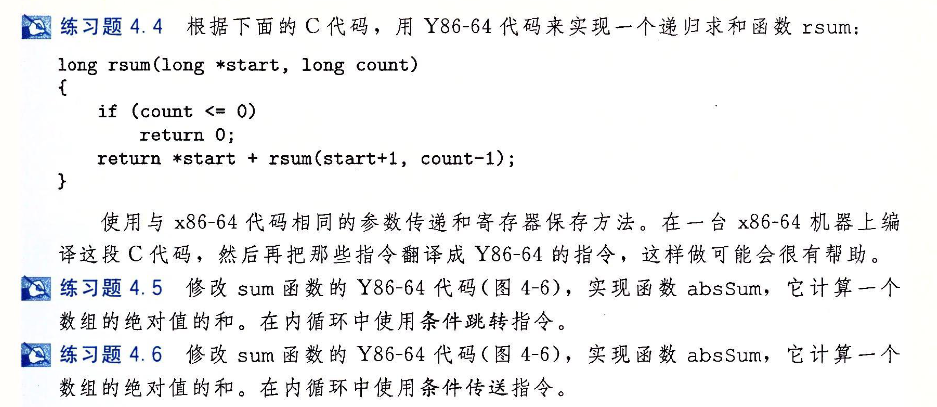 练习题 4.4 根据下面的 C 代码，用 Y86-64 代码来实现一个递归求和函数 rsum：
long rsum(long *start, long count)
{
    if (count <= 0)
        return 0;
    return *start + rsum(start+1, count-1);
}
使用与 x86-64 代码相同的参数传递和寄存器保存方法。在一台 x86-64 机器上编
译这段 C 代码，然后再把那些指令翻译成 Y86-64 的指令，这样做可能会很有帮助。
练习题 4.5 修改 sum 函数的 Y86-64 代码(图 4-6)，实现函数 absSum，它计算一个
数组的绝对值的和。在内循环中使用条件跳转指令。
练习题 4.6 修改 sum 函数的 Y86-64 代码(图 4-6)，实现函数 absSum，它计算一个
数组的绝对值的和。在内循环中使用条件传送指令。